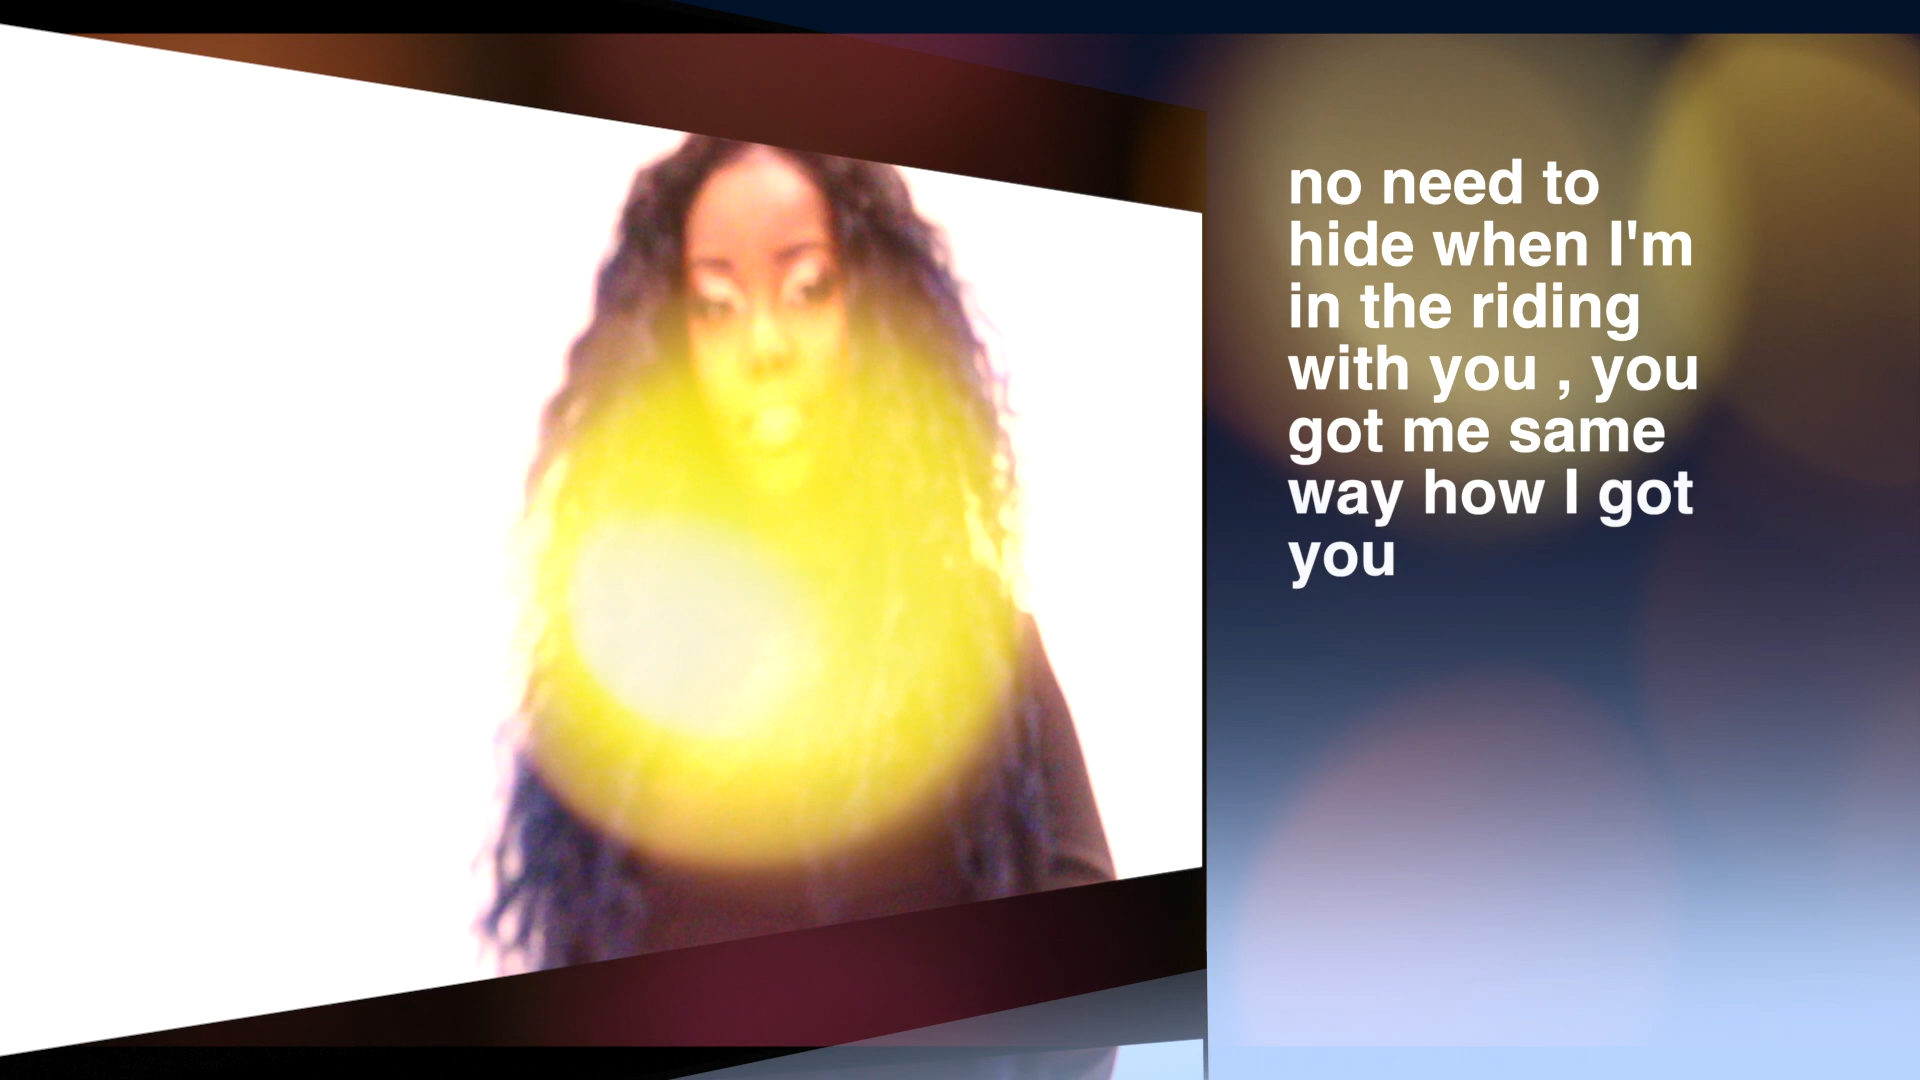 no need to
hide when I'm
in the riding
with you , you
got me same
way how I got
you